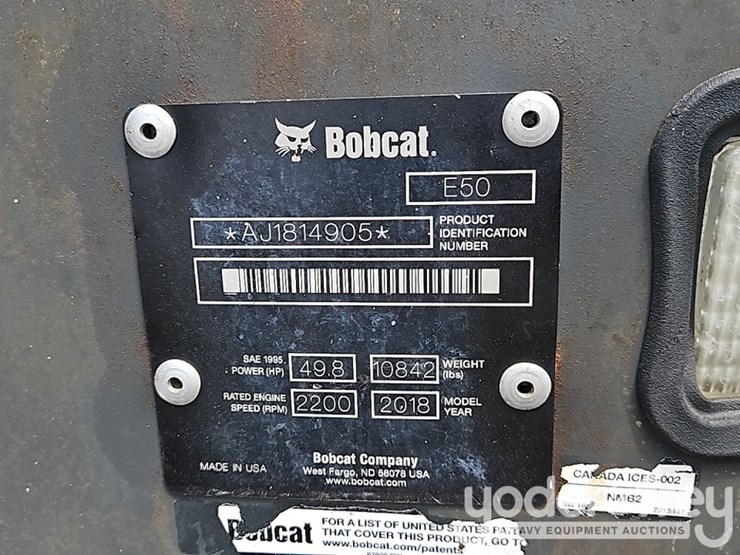 Bobcat.
E50
*AJ1814905*
PRODUCT
IDENTIFICATION
NUMBER
SAE 1995
POWER (HP)
49.8
10842
WEIGHT
(lbs)
RATED ENGINE
SPEED (RPM)
2200
2018
MODEL
YEAR
Bobcat Company
West Fargo, ND 58078 USA
www.bobcat.com
MADE IN USA
CANADA ICES-002
NMB2
Bobcat
FOR A LIST OF UNITED STATES
THAT COVER THIS PRODUCT, GO TO
www.bobcat.com/patents
HEAVY EQUIPMENT AUCTIONS